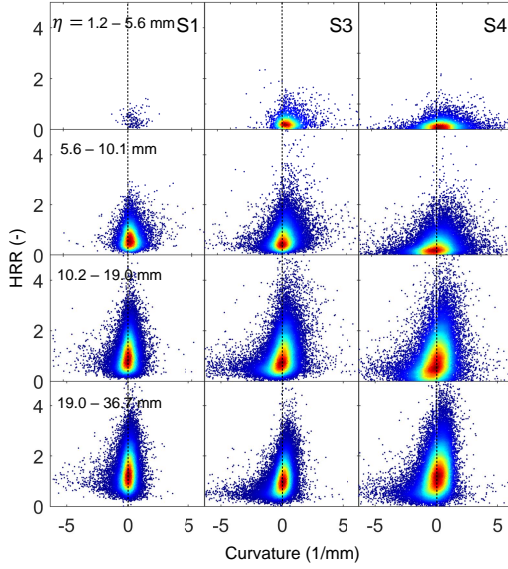 η = 1.2 – 5.6 mm S1 S3 S4
4
2
0
5.6 – 10.1 mm
4
2
0
HRR (-)
10.2 – 19.0 mm
4
2
0
19.0 – 36.7 mm
4
2
0
-5 0 5 -5 0 5 -5 0 5
Curvature (1/mm)